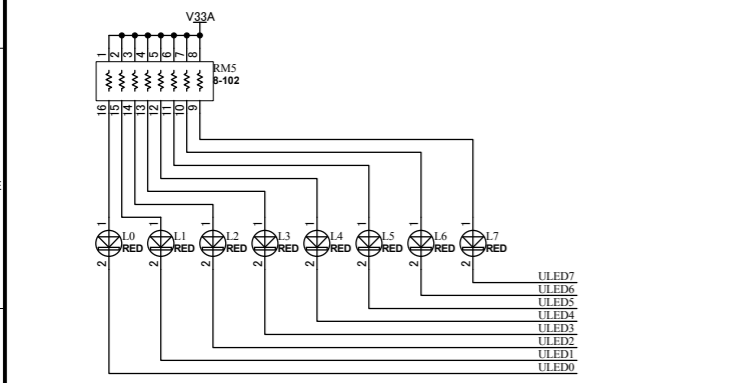 V33A
1 2 3 4 5 6 7 8
RM5
8-102
16 15 14 13 12 11 10 9
1 1 1 1 1 1 1 1
L0 L1 L2 L3 L4 L5 L6 L7
RED RED RED RED RED RED RED RED
2 2 2 2 2 2 2 2
ULED7
ULED6
ULED5
ULED4
ULED3
ULED2
ULED1
ULED0